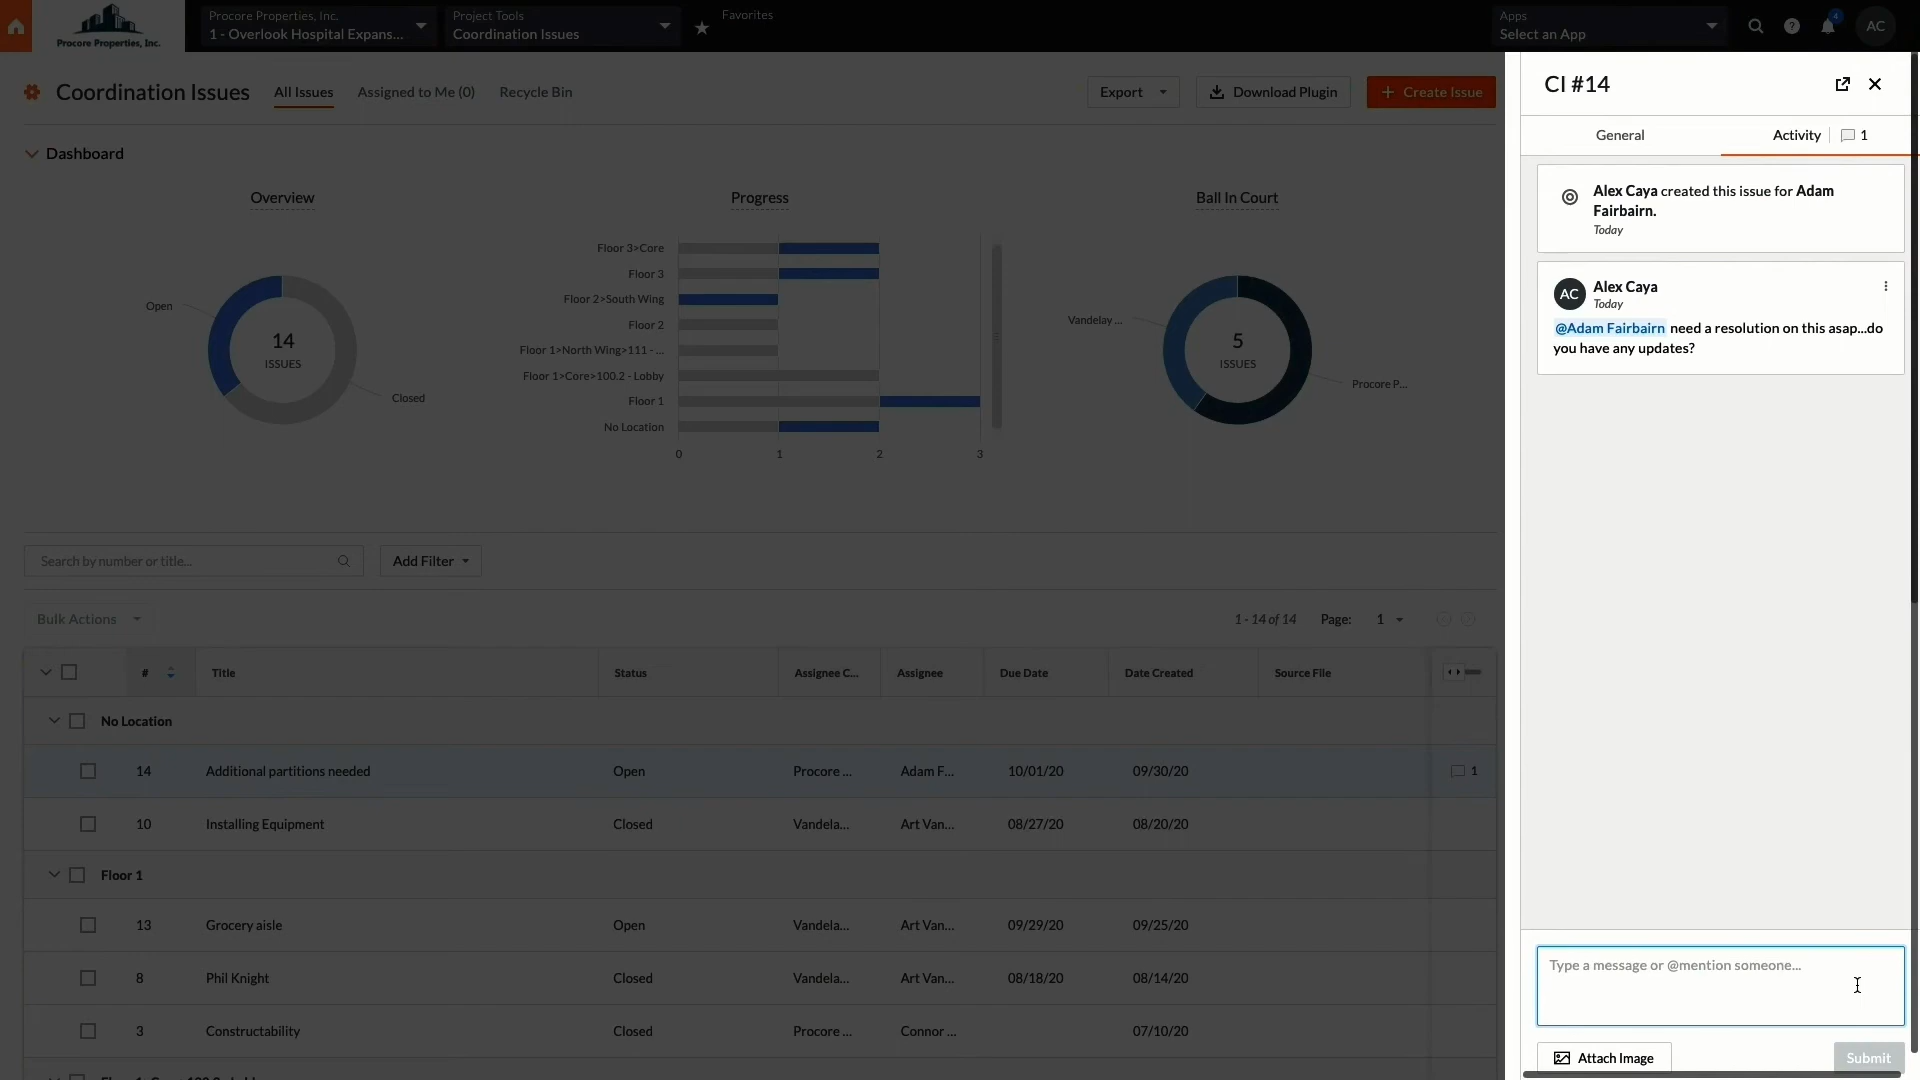 Procore Properties, Inc.
Procore Properties, Inc.
1 - Overlook Hospital Expans...
Project Tools
Coordination Issues
Favorites
Apps
Select an App
4
AC
Coordination Issues
All Issues
Assigned to Me (0)
Recycle Bin
Export
Download Plugin
Create Issue
Dashboard
Overview
Open
14
ISSUES
Closed
Progress
Floor 3>Core
Floor 3
Floor 2>South Wing
Floor 2
Floor 1>North Wing>111 - ...
Floor 1>Core>100.2 - Lobby
Floor 1
No Location
0 1 2 3
Ball In Court
Vandelay ...
5
ISSUES
Procore P...
Search by number or title...
Add Filter
Bulk Actions
1 - 14 of 14
Page: 1
# Title Status Assignee C... Assignee Due Date Date Created Source File
No Location
14 Additional partitions needed Open Procore ... Adam F... 10/01/20 09/30/20 1
10 Installing Equipment Closed Vandela... Art Van... 08/27/20 08/20/20
Floor 1
13 Grocery aisle Open Vandela... Art Van... 09/29/20 09/25/20
8 Phil Knight Closed Vandela... Art Van... 08/18/20 08/14/20
3 Constructability Closed Procore ... Connor ... 07/10/20
CI #14
General
Activity 1
Alex Caya created this issue for Adam
Fairbairn.
Today
AC
Alex Caya
Today
@Adam Fairbairn need a resolution on this asap...do
you have any updates?
Type a message or @mention someone...
Attach Image
Submit